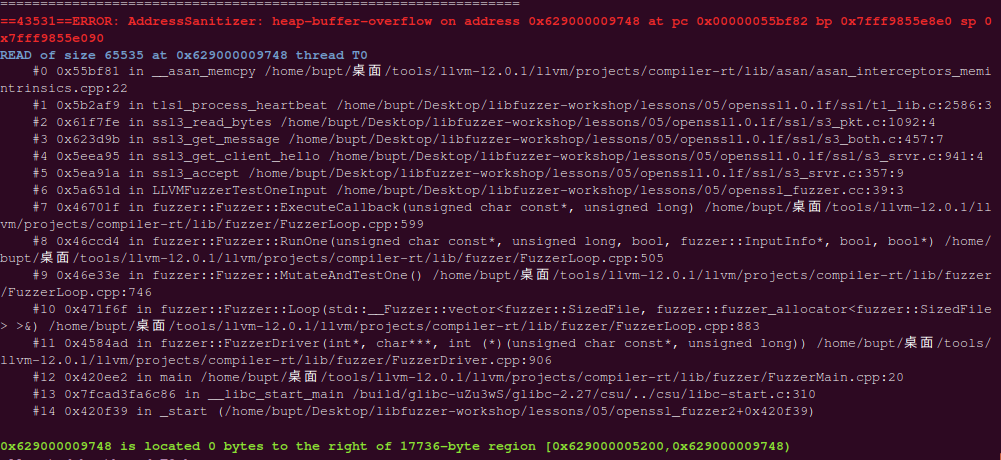 =================================================================
==43531==ERROR: AddressSanitizer: heap-buffer-overflow on address 0x629000009748 at pc 0x00000055bf82 bp 0x7fff9855e8e0 sp 0
x7fff9855e090
READ of size 65535 at 0x629000009748 thread T0
    #0 0x55bf81 in __asan_memcpy /home/bupt/桌面/tools/llvm-12.0.1/llvm/projects/compiler-rt/lib/asan/asan_interceptors_memi
ntrinsics.cpp:22
    #1 0x5b2af9 in tls1_process_heartbeat /home/bupt/Desktop/libfuzzer-workshop/lessons/05/openssl1.0.1f/ssl/t1_lib.c:2586:3
    #2 0x61f7fe in ssl3_read_bytes /home/bupt/Desktop/libfuzzer-workshop/lessons/05/openssl1.0.1f/ssl/s3_pkt.c:1092:4
    #3 0x623d9b in ssl3_get_message /home/bupt/Desktop/libfuzzer-workshop/lessons/05/openssl1.0.1f/ssl/s3_both.c:457:7
    #4 0x5eea95 in ssl3_get_client_hello /home/bupt/Desktop/libfuzzer-workshop/lessons/05/openssl1.0.1f/ssl/s3_srvr.c:941:4
    #5 0x5ea91a in ssl3_accept /home/bupt/Desktop/libfuzzer-workshop/lessons/05/openssl1.0.1f/ssl/s3_srvr.c:357:9
    #6 0x5a651d in LLVMFuzzerTestOneInput /home/bupt/Desktop/libfuzzer-workshop/lessons/05/openssl_fuzzer.cc:39:3
    #7 0x46701f in fuzzer::Fuzzer::ExecuteCallback(unsigned char const*, unsigned long) /home/bupt/桌面/tools/llvm-12.0.1/ll
vm/projects/compiler-rt/lib/fuzzer/FuzzerLoop.cpp:599
    #8 0x46ccd4 in fuzzer::Fuzzer::RunOne(unsigned char const*, unsigned long, bool, fuzzer::InputInfo*, bool, bool*) /home/
bupt/桌面/tools/llvm-12.0.1/llvm/projects/compiler-rt/lib/fuzzer/FuzzerLoop.cpp:505
    #9 0x46e33e in fuzzer::Fuzzer::MutateAndTestOne() /home/bupt/桌面/tools/llvm-12.0.1/llvm/projects/compiler-rt/lib/fuzzer
/FuzzerLoop.cpp:746
    #10 0x471f6f in fuzzer::Fuzzer::Loop(std::__Fuzzer::vector<fuzzer::SizedFile, fuzzer::fuzzer_allocator<fuzzer::SizedFile
> >&) /home/bupt/桌面/tools/llvm-12.0.1/llvm/projects/compiler-rt/lib/fuzzer/FuzzerLoop.cpp:883
    #11 0x4584ad in fuzzer::FuzzerDriver(int*, char***, int (*)(unsigned char const*, unsigned long)) /home/bupt/桌面/tools/
llvm-12.0.1/llvm/projects/compiler-rt/lib/fuzzer/FuzzerDriver.cpp:906
    #12 0x420ee2 in main /home/bupt/桌面/tools/llvm-12.0.1/llvm/projects/compiler-rt/lib/fuzzer/FuzzerMain.cpp:20
    #13 0x7fcad3fa6c86 in __libc_start_main /build/glibc-uZu3wS/glibc-2.27/csu/../csu/libc-start.c:310
    #14 0x420f39 in _start (/home/bupt/Desktop/libfuzzer-workshop/lessons/05/openssl_fuzzer2+0x420f39)

0x629000009748 is located 0 bytes to the right of 17736-byte region [0x629000005200,0x629000009748)